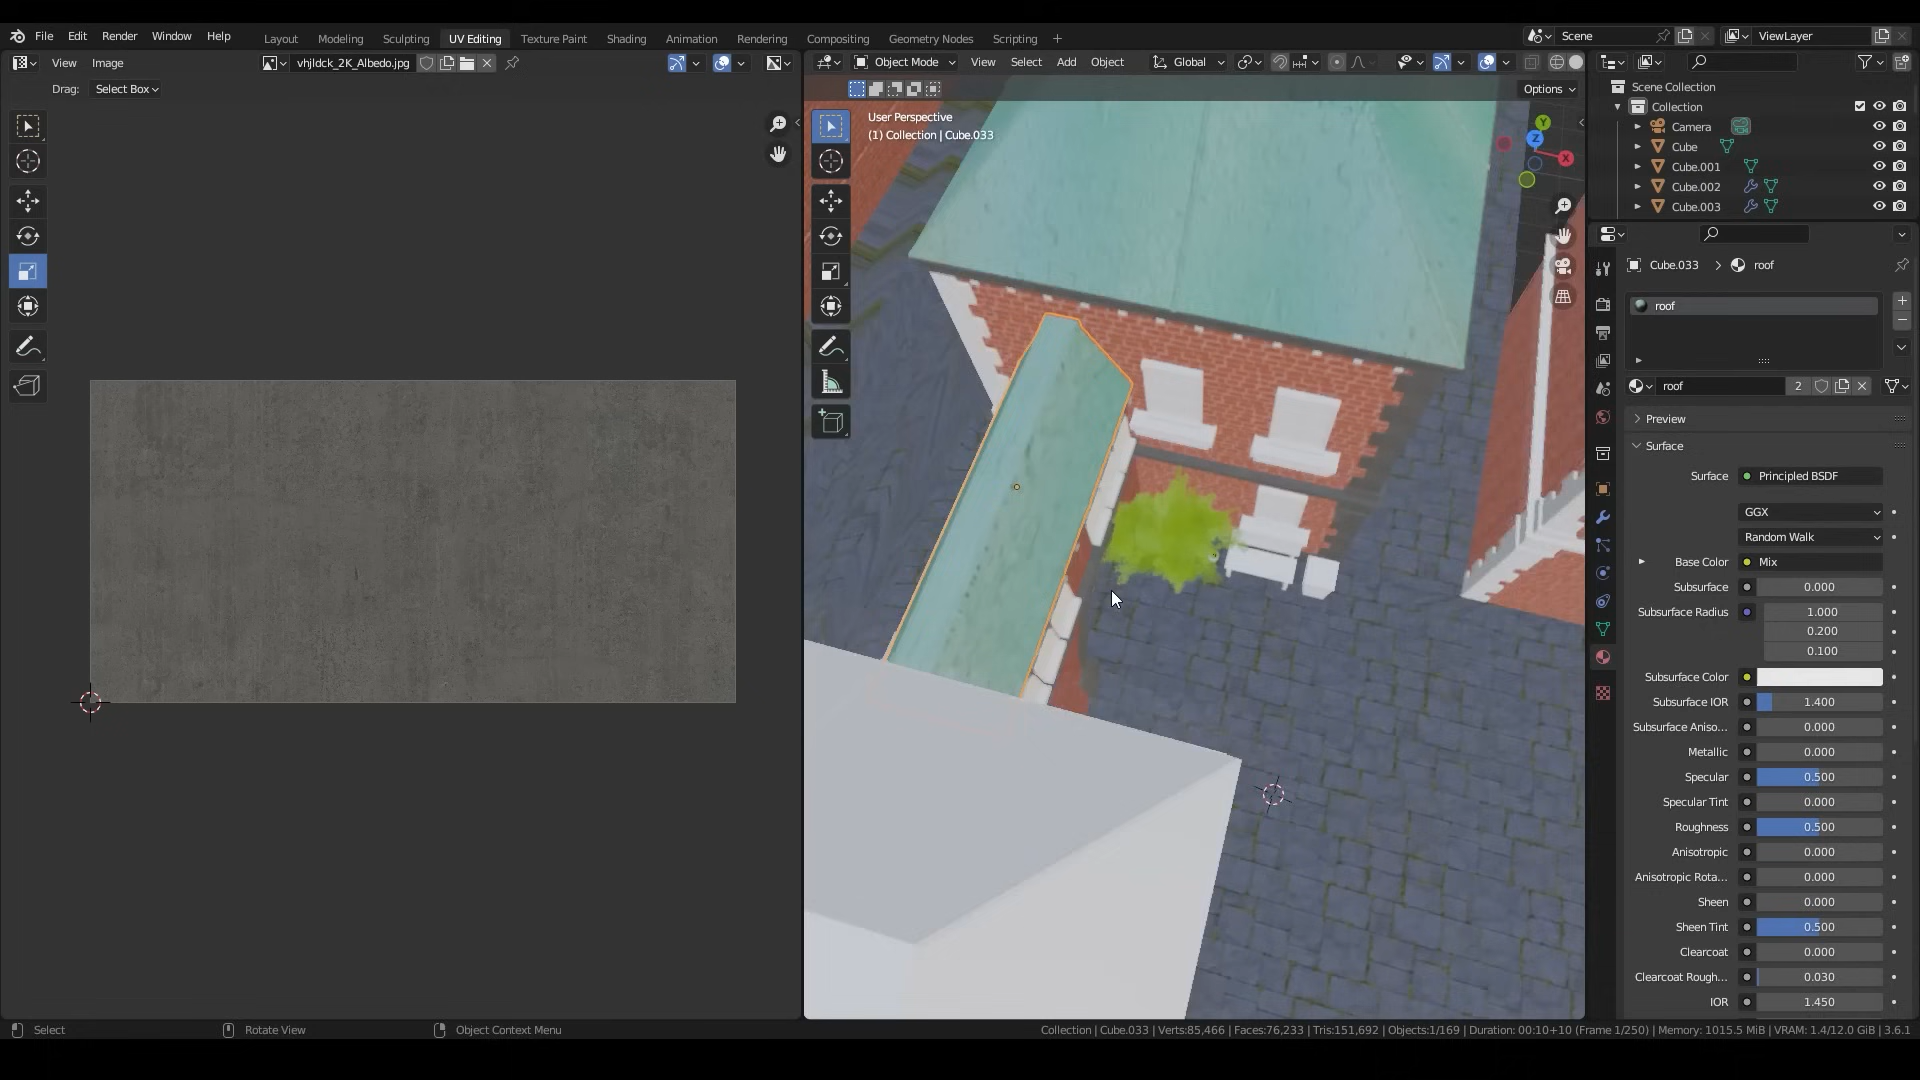 File Edit Render Window Help Layout Modeling Sculpting UV Editing Texture Paint Shading Animation Rendering Compositing Geometry Nodes Scripting + Scene ViewLayer
View Image vhjldck_2K_Albedo.jpg Object Mode View Select Add Object Global
Drag: Select Box Options
User Perspective
(1) Collection | Cube.033
Y
Z
X
Scene Collection
Collection
Camera
Cube
Cube.001
Cube.002
Cube.003
Cube.033 > roof
roof
roof 2
Preview
Surface
Surface Principled BSDF
GGX
Random Walk
Base Color Mix
Subsurface 0.000
Subsurface Radius 1.000
0.200
0.100
Subsurface Color
Subsurface IOR 1.400
Subsurface Aniso... 0.000
Metallic 0.000
Specular 0.500
Specular Tint 0.000
Roughness 0.500
Anisotropic 0.000
Anisotropic Rota... 0.000
Sheen 0.000
Sheen Tint 0.500
Clearcoat 0.000
Clearcoat Rough... 0.030
IOR 1.450
Select Rotate View Object Context Menu Collection | Cube.033 | Verts:85,466 | Faces:76,233 | Tris:151,692 | Objects:1/169 | Duration: 00:10+10 (Frame 1/250) | Memory: 1015.5 MiB | VRAM: 1.4/12.0 GiB | 3.6.1